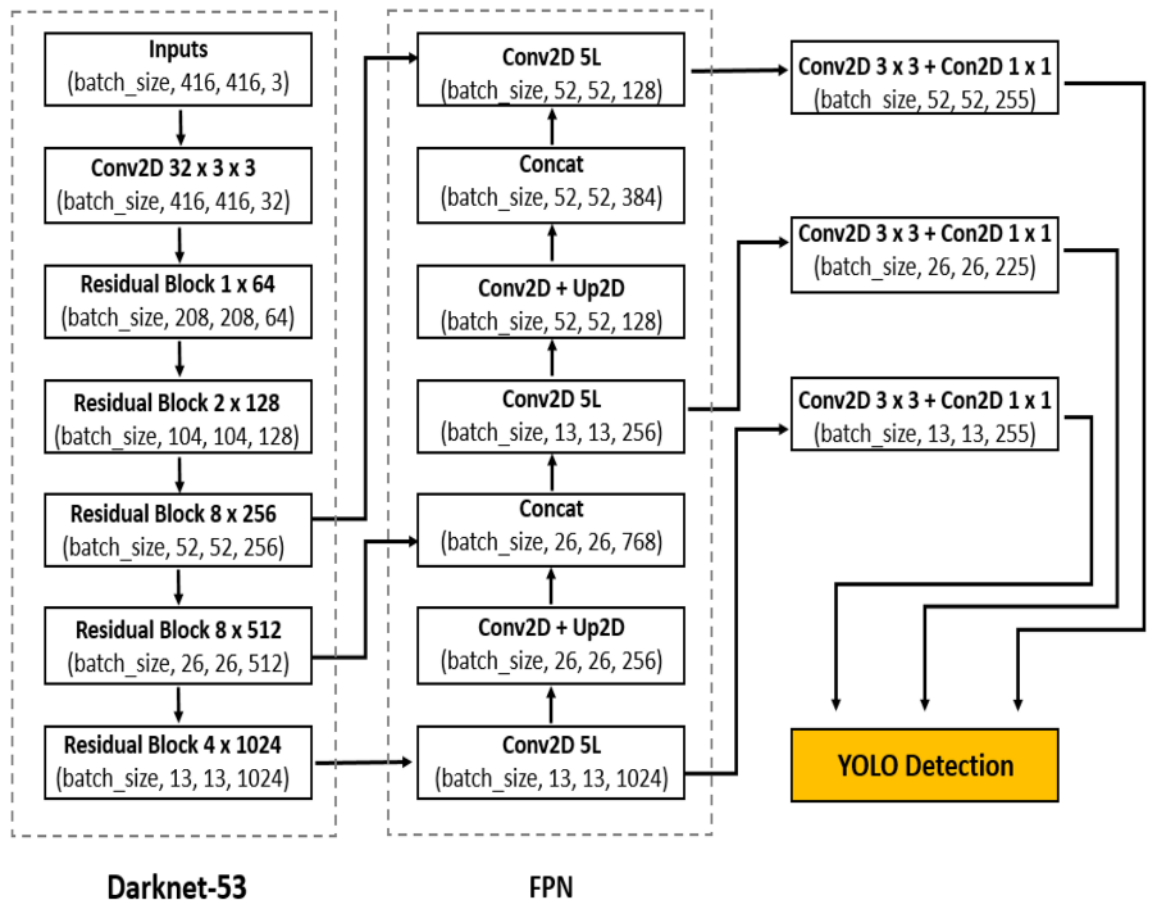 Inputs
(batch_size, 416, 416, 3)
Conv2D 32 x 3 x 3
(batch_size, 416, 416, 32)
Residual Block 1 x 64
(batch_size, 208, 208, 64)
Residual Block 2 x 128
(batch_size, 104, 104, 128)
Residual Block 8 x 256
(batch_size, 52, 52, 256)
Residual Block 8 x 512
(batch_size, 26, 26, 512)
Residual Block 4 x 1024
(batch_size, 13, 13, 1024)
Darknet-53
Conv2D 5L
(batch_size, 52, 52, 128)
Concat
(batch_size, 52, 52, 384)
Conv2D + Up2D
(batch_size, 52, 52, 128)
Conv2D 5L
(batch_size, 13, 13, 256)
Concat
(batch_size, 26, 26, 768)
Conv2D + Up2D
(batch_size, 26, 26, 256)
Conv2D 5L
(batch_size, 13, 13, 1024)
FPN
Conv2D 3 x 3 + Con2D 1 x 1
(batch_size, 52, 52, 255)
Conv2D 3 x 3 + Con2D 1 x 1
(batch_size, 26, 26, 225)
Conv2D 3 x 3 + Con2D 1 x 1
(batch_size, 13, 13, 255)
YOLO Detection